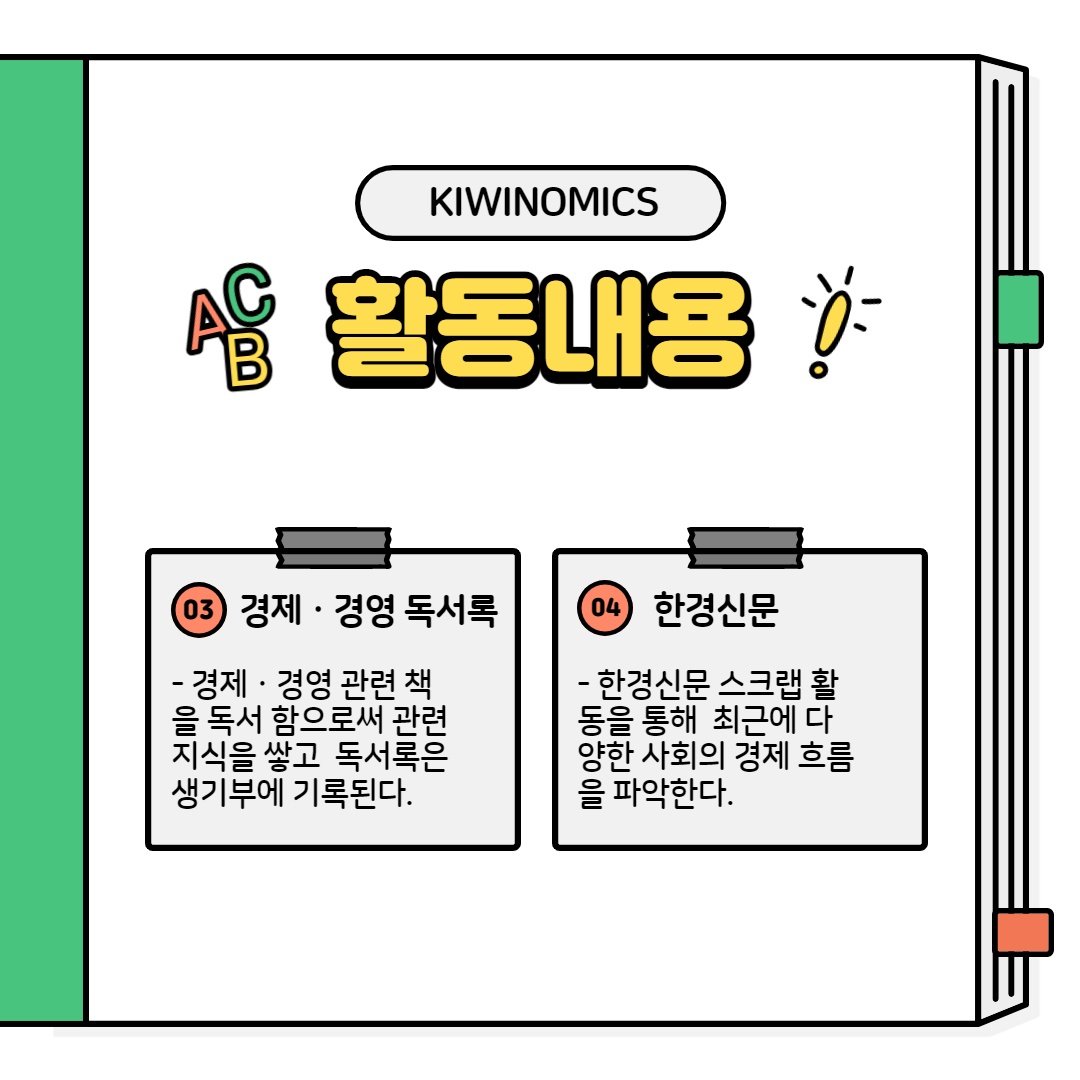 KIWINOMICS
A C
B
활동내용
03 경제 · 경영 독서록
- 경제 · 경영 관련 책
을 독서 함으로써 관련
지식을 쌓고  독서록은
생기부에 기록된다.
04 한경신문
- 한경신문 스크랩 활
동을 통해  최근에 다
양한 사회의 경제 흐름
을 파악한다.